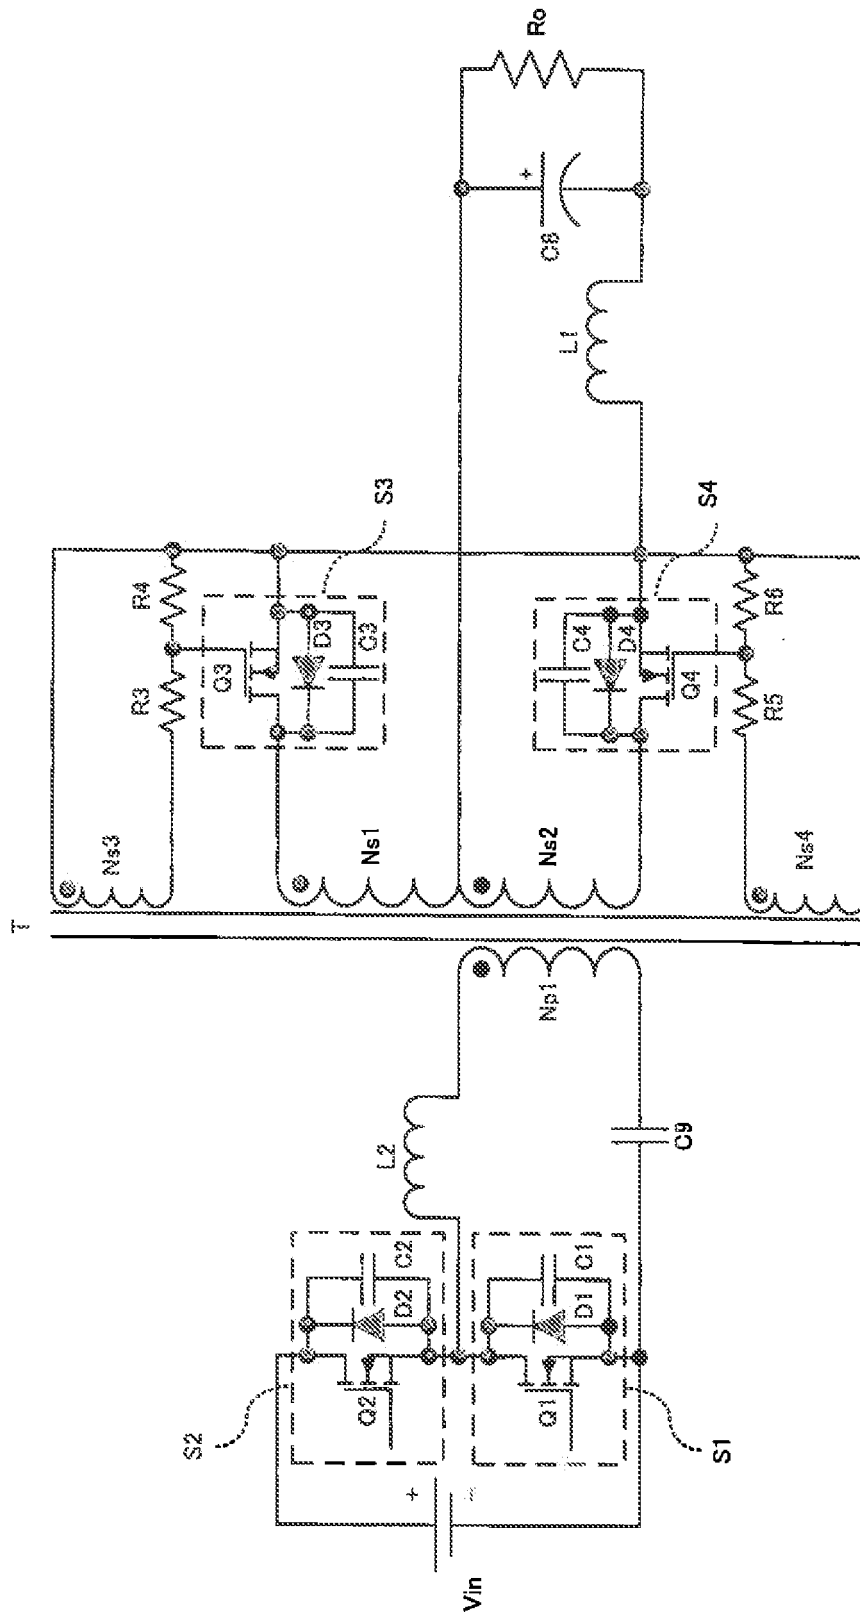 T
Vin
+
-
S2
Q2
D2
C2
S1
Q1
D1
C1
L2
C9
Np1
Ns3
Ns1
Ns2
Ns4
R3
R4
Q3
D3
C3
S3
C4
D4
Q4
S4
R5
R6
L1
C8
+
Ro